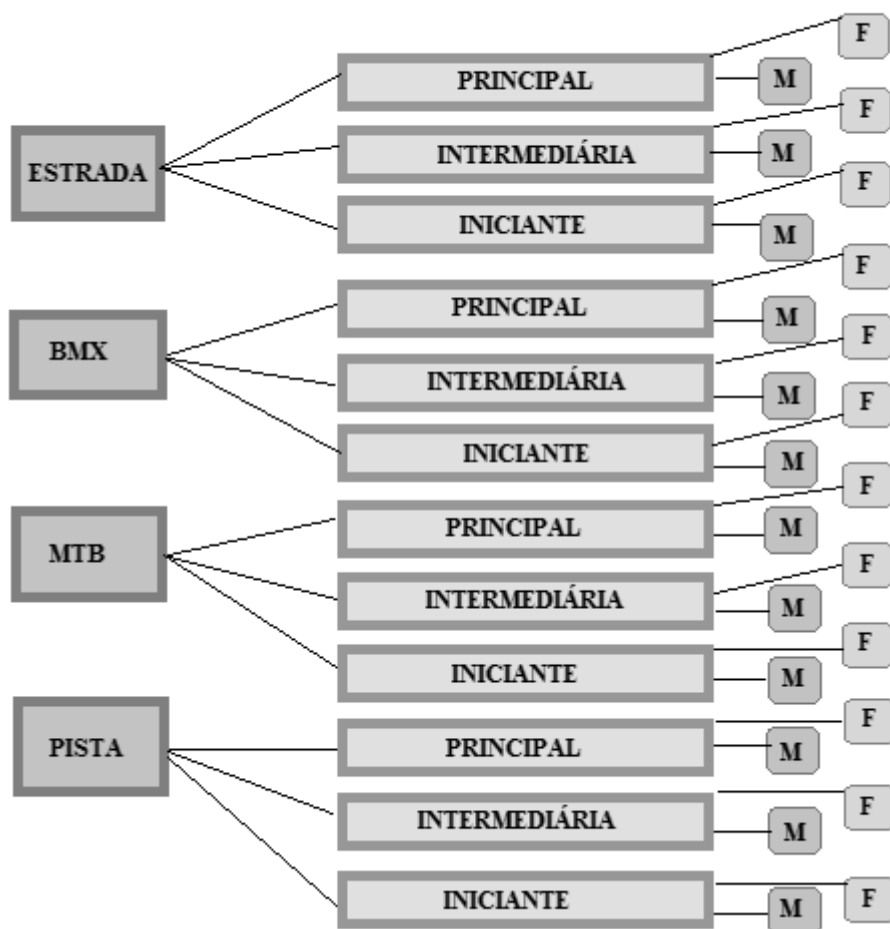 ESTRADA
PRINCIPAL
F
M
INTERMEDIÁRIA
F
M
INICIANTE
F
M
BMX
PRINCIPAL
F
M
INTERMEDIÁRIA
F
M
INICIANTE
F
M
MTB
PRINCIPAL
F
M
INTERMEDIÁRIA
F
M
INICIANTE
F
M
PISTA
PRINCIPAL
F
M
INTERMEDIÁRIA
F
M
INICIANTE
F
M